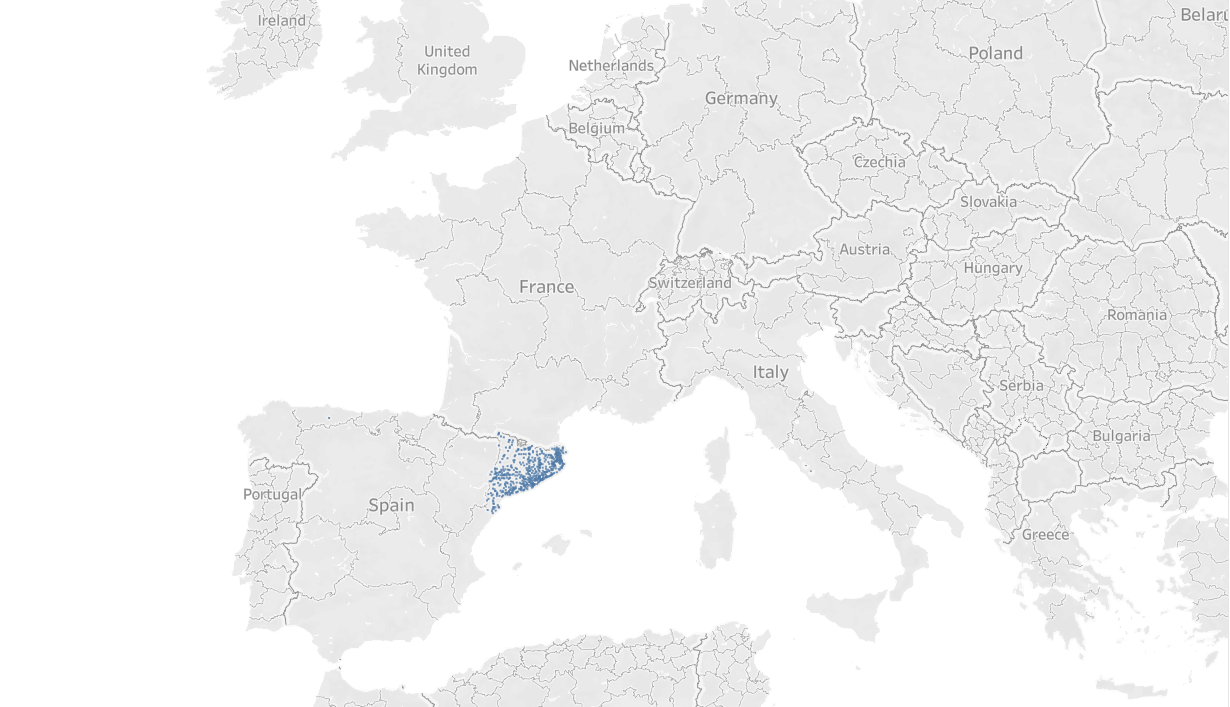 Ireland
United
Kingdom
Netherlands
Belaru
Poland
Germany
Belgium
Czechia
Slovakia
Austria
Hungary
France
Switzerland
Romania
Italy
Serbia
Bulgaria
Portugal
Spain
Greece